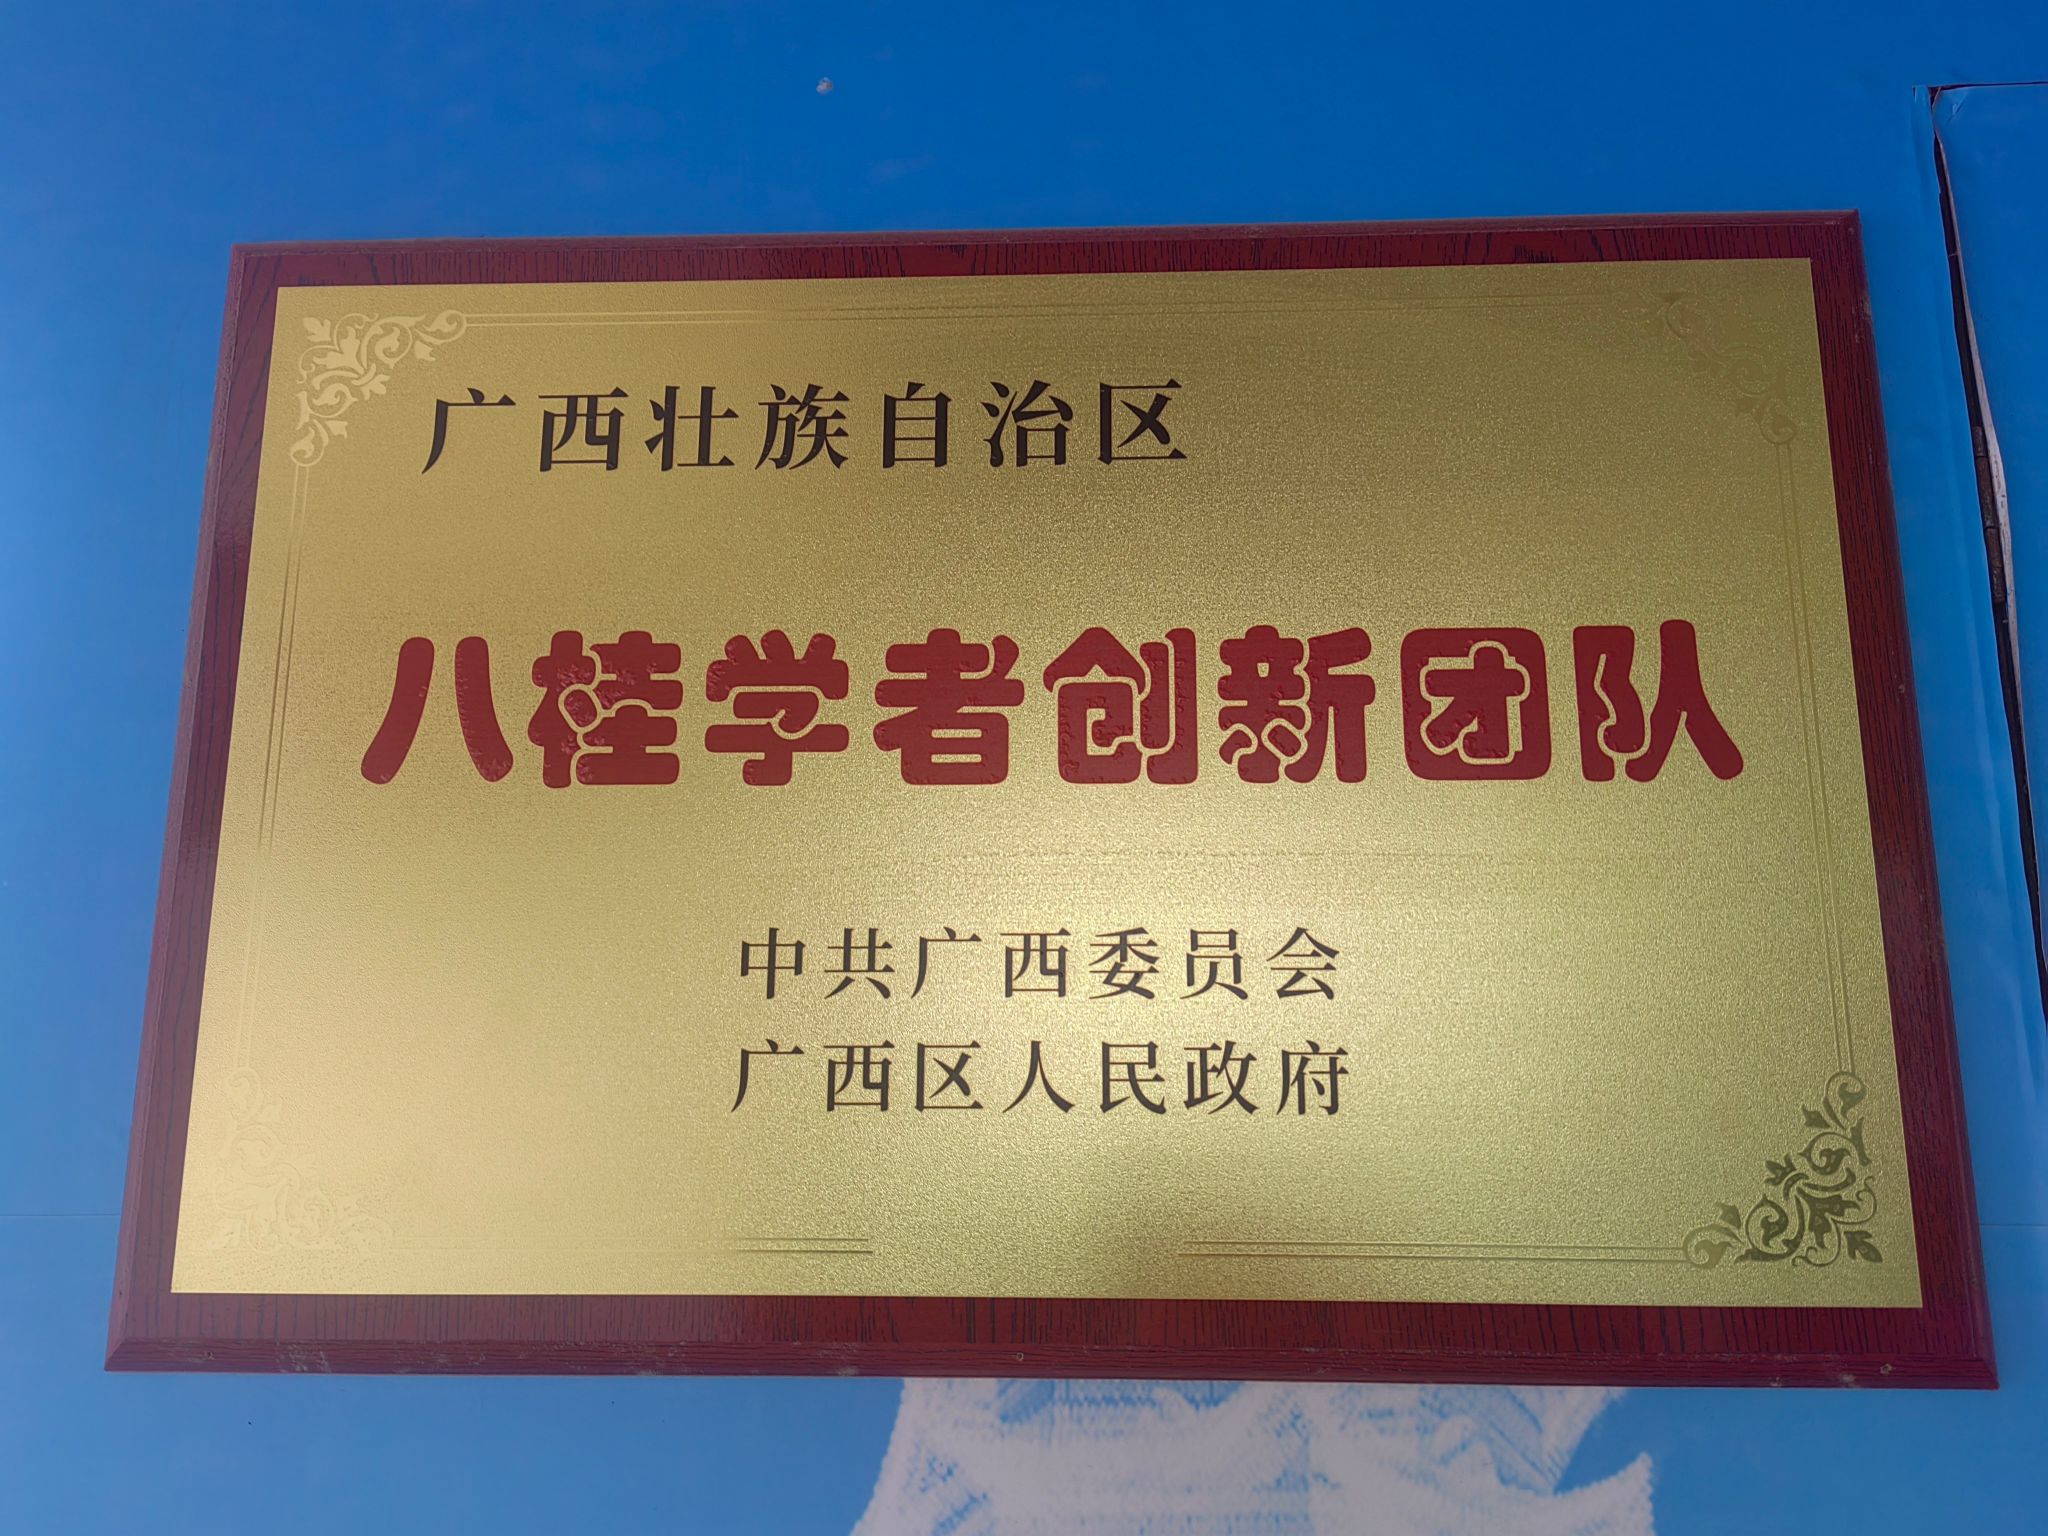 广西壮族自治区
八桂学者创新团队
中共广西委员会
广西区人民政府